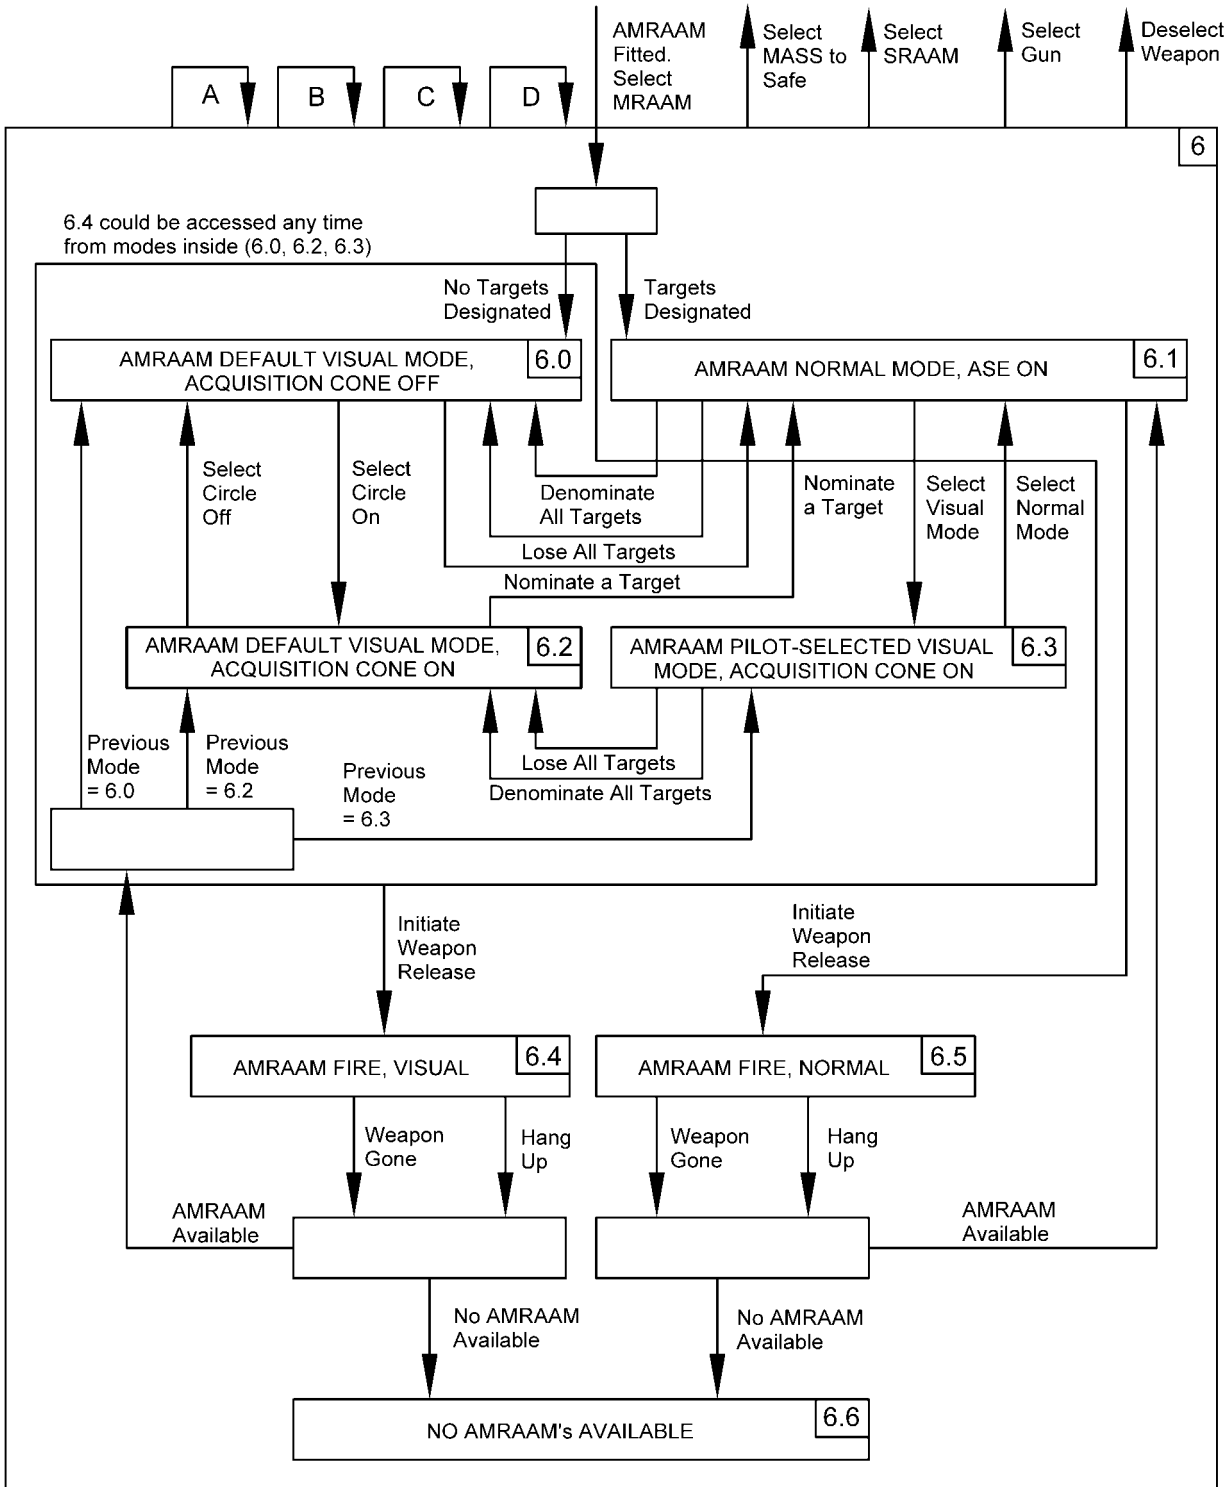 AMRAAM
Fitted.
Select
MRAAM
Select
MASS to
Safe
Select
SRAAM
Select
Gun
Deselect
Weapon
A
B
C
D
6
6.4 could be accessed any time
from modes inside (6.0, 6.2, 6.3)
No Targets
Designated
Targets
Designated
AMRAAM DEFAULT VISUAL MODE,
ACQUISITION CONE OFF
6.0
AMRAAM NORMAL MODE, ASE ON
6.1
Select
Circle
Off
Select
Circle
On
Denominate
All Targets
Lose All Targets
Nominate a Target
Nominate
a Target
Select
Visual
Mode
Select
Normal
Mode
AMRAAM DEFAULT VISUAL MODE,
ACQUISITION CONE ON
6.2
AMRAAM PILOT-SELECTED VISUAL
MODE, ACQUISITION CONE ON
6.3
Previous
Mode
= 6.0
Previous
Mode
= 6.2
Previous
Mode
= 6.3
Lose All Targets
Denominate All Targets
Initiate
Weapon
Release
Initiate
Weapon
Release
AMRAAM FIRE, VISUAL
6.4
AMRAAM FIRE, NORMAL
6.5
Weapon
Gone
Hang
Up
Weapon
Gone
Hang
Up
AMRAAM
Available
AMRAAM
Available
No AMRAAM
Available
No AMRAAM
Available
NO AMRAAM's AVAILABLE
6.6